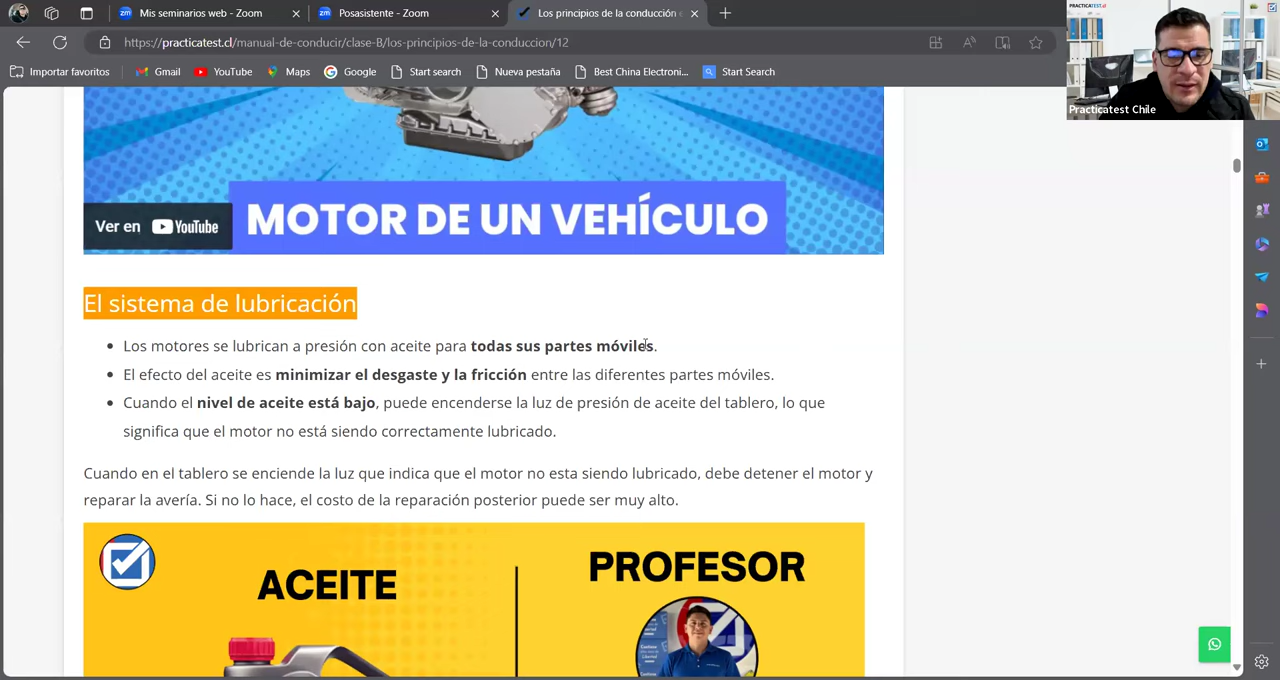 Mis seminarios web - Zoom
Posasistente - Zoom
Los principios de la conducción
https://practicatest.cl/manual-de-conducir/clase-B/los-principios-de-la-conduccion/12
Importar favoritos
Gmail
YouTube
Maps
Google
Start search
Nueva pestaña
Best China Electroni...
Start Search
PRACTICATEST.cl
Practicatest Chile
Ver en YouTube
MOTOR DE UN VEHÍCULO
El sistema de lubricación
Los motores se lubrican a presión con aceite para todas sus partes móviles.
El efecto del aceite es minimizar el desgaste y la fricción entre las diferentes partes móviles.
Cuando el nivel de aceite está bajo, puede encenderse la luz de presión de aceite del tablero, lo que
significa que el motor no está siendo correctamente lubricado.
Cuando en el tablero se enciende la luz que indica que el motor no esta siendo lubricado, debe detener el motor y
reparar la avería. Si no lo hace, el costo de la reparación posterior puede ser muy alto.
ACEITE
PROFESOR